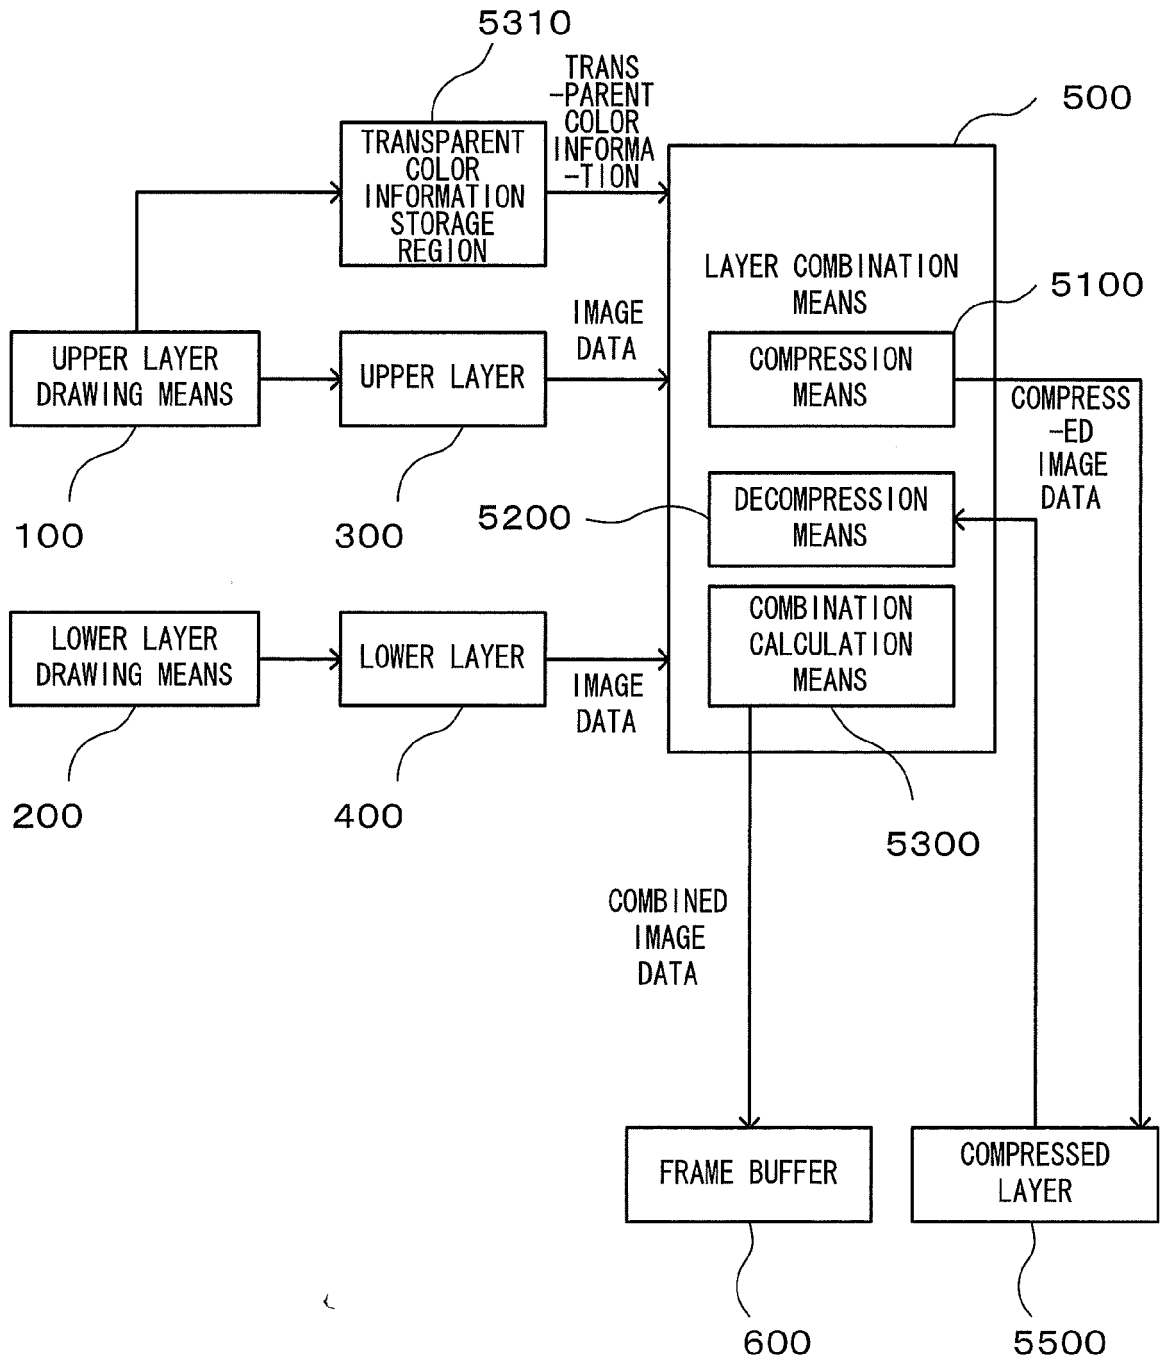 5310
TRANS
-PARENT
COLOR
INFORMA
-TION
500
TRANSPARENT
COLOR
INFORMATION
STORAGE
REGION
LAYER COMBINATION
MEANS
5100
IMAGE
DATA
UPPER LAYER
DRAWING MEANS
UPPER LAYER
COMPRESSION
MEANS
COMPRESS
-ED
IMAGE
DATA
100
300
5200
DECOMPRESSION
MEANS
LOWER LAYER
DRAWING MEANS
LOWER LAYER
COMBINATION
CALCULATION
MEANS
IMAGE
DATA
200
400
5300
COMBINED
IMAGE
DATA
FRAME BUFFER
COMPRESSED
LAYER
600
5500